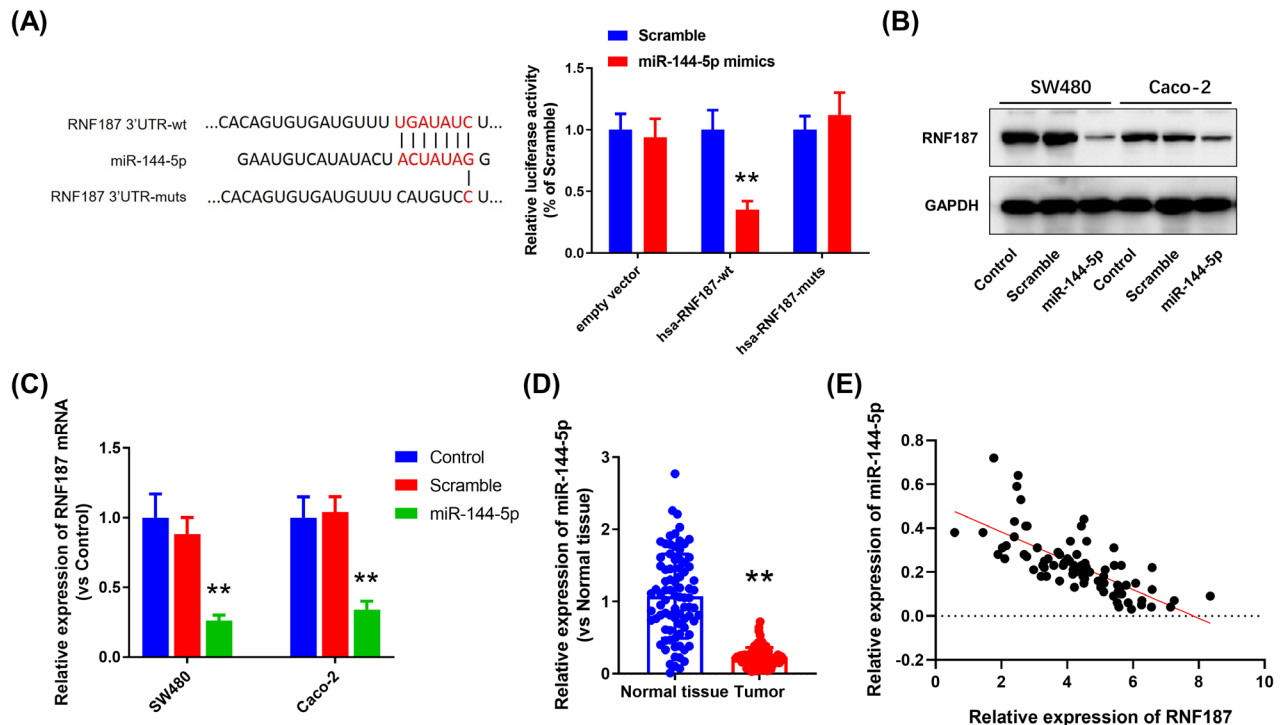 (A)
Scramble
miR-144-5p mimics
RNF187 3'UTR-wt ...CACAGUGUGAUGUUU UGAUAUC U...
miR-144-5p GAAUGUCAUAUACU ACUAUAG G
RNF187 3'UTR-muts ...CACAGUGUGAUGUUU CAUGUCC U...
Relative luciferase activity
(% of Scramble)
1.5
1.0
0.5
0.0
**
empty vector
hsa-RNF187-wt
hsa-RNF187-muts
(B)
SW480 Caco-2
RNF187
GAPDH
Control
Scramble
miR-144-5p
Control
Scramble
miR-144-5p
(C)
Relative expression of RNF187 mRNA
(vs Control)
1.5
1.0
0.5
0.0
Control
Scramble
miR-144-5p
**
**
SW480
Caco-2
(D)
Relative expression of miR-144-5p
(vs Normal tissue)
3
2
1
0
**
Normal tissue Tumor
(E)
Relative expression of miR-144-5p
0.8
0.6
0.4
0.2
0.0
-0.2
0 2 4 6 8 10
Relative expression of RNF187